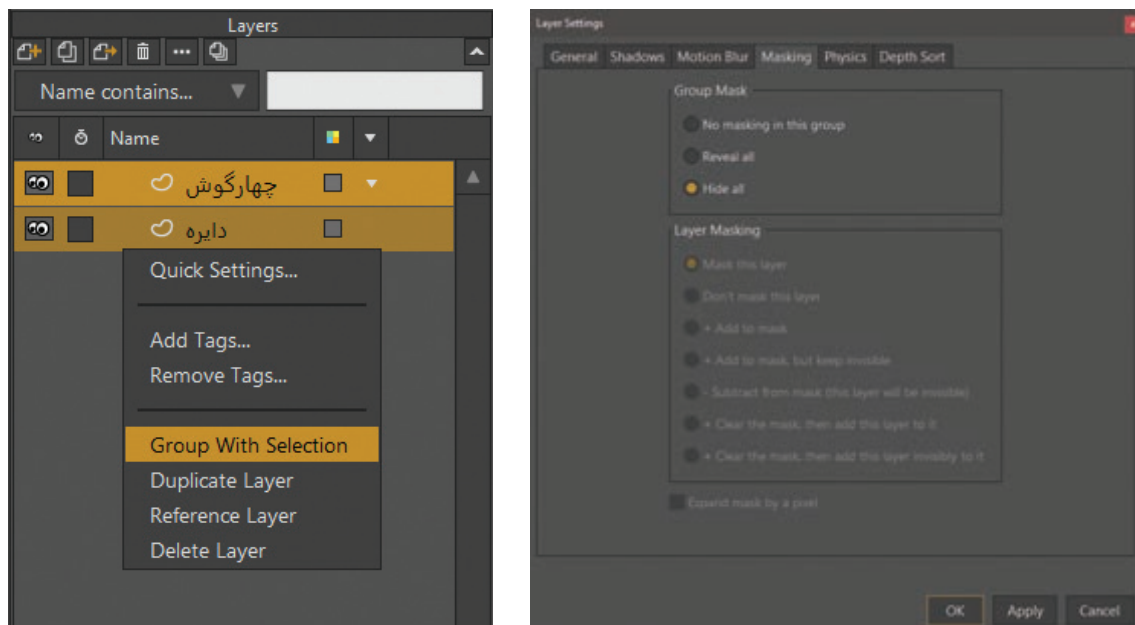 Layers
Name contains...
Name
چهارگوش
دایره
Quick Settings...
Add Tags...
Remove Tags...
Group With Selection
Duplicate Layer
Reference Layer
Delete Layer
Layer Settings
General Shadows Motion Blur Masking Physics Depth Sort
Group Mask
No masking in this group
Reveal all
Hide all
Layer Masking
Mask this layer
Don't mask this layer
+ Add to mask
+ Add to mask, but keep invisible
- Subtract from mask (this layer will be invisible)
+ Clear the mask, then add this layer to it
+ Clear the mask, then add this layer invisibly to it
Expand mask by a pixel
OK Apply Cancel